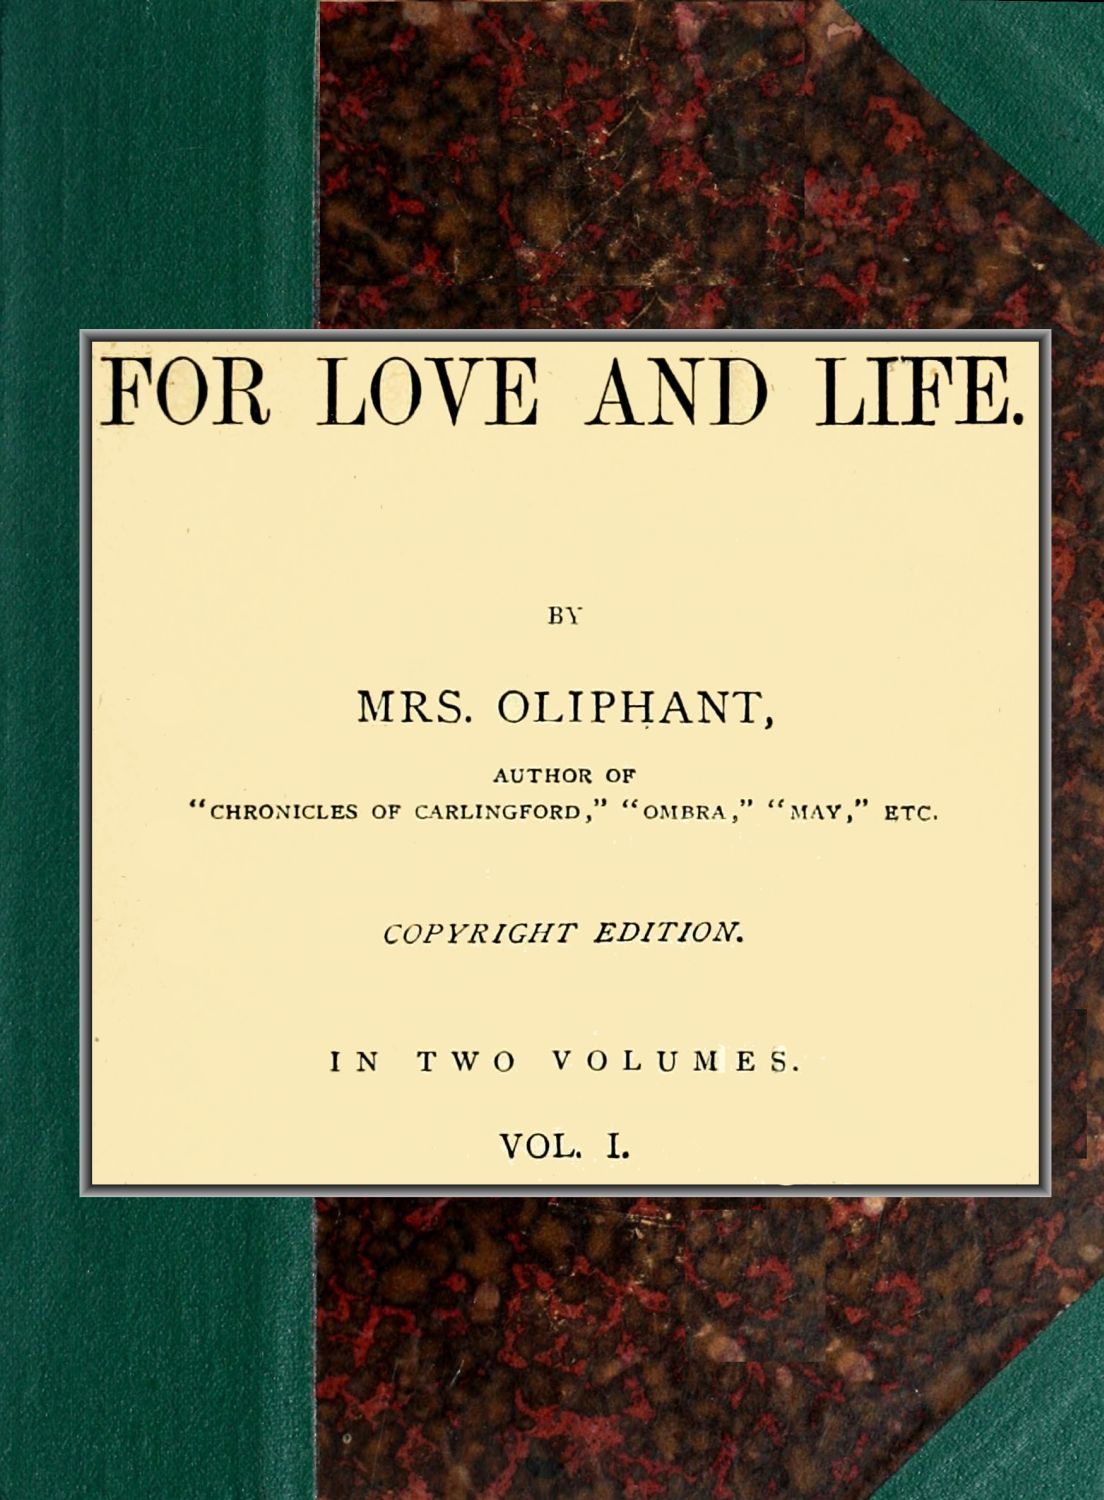 FOR LOVE AND LIFE.
BY
MRS. OLIPHANT,
AUTHOR OF
“CHRONICLES OF CARLINGFORD,” “OMBRA,” “MAY,” ETC.
COPYRIGHT EDITION.
IN TWO VOLUMES.
VOL. I.